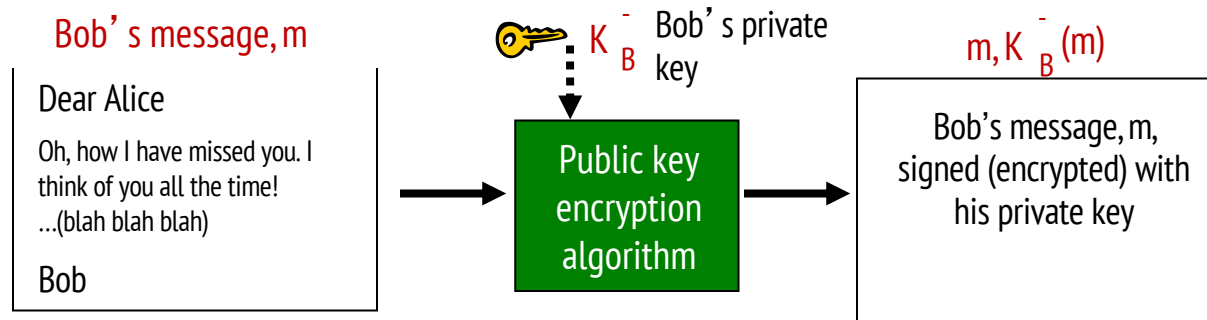 Bob’s message, m
Dear Alice
Oh, how I have missed you. I
think of you all the time!
…(blah blah blah)
Bob
K
-
B
Bob’s private
key
Public key
encryption
algorithm
m, K
-
B
(m)
Bob’s message, m,
signed (encrypted) with
his private key